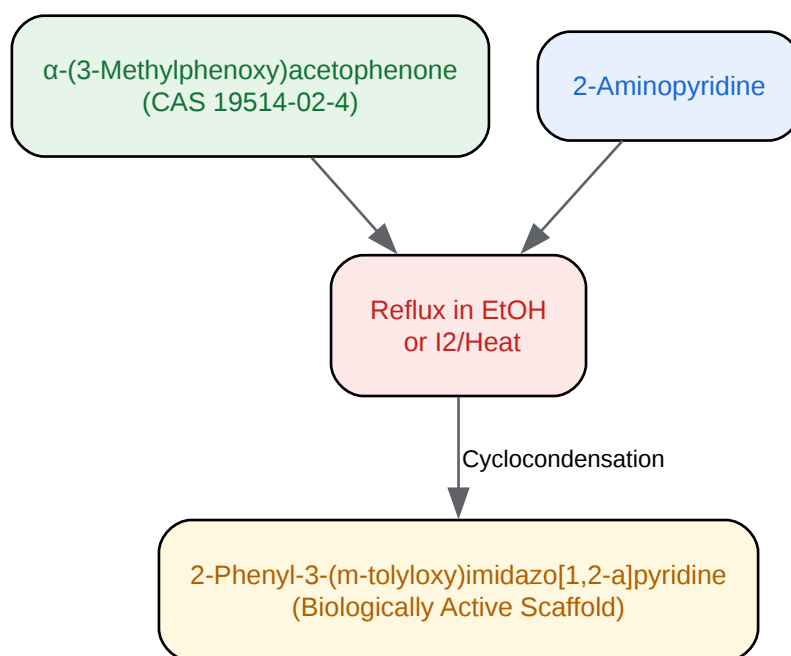 α-(3-Methylphenoxy)acetophenone
(CAS 19514-02-4)
2-Aminopyridine
Reflux in EtOH
or I2/Heat
Cyclocondensation
2-Phenyl-3-(m-tolyloxy)imidazo[1,2-a]pyridine
(Biologically Active Scaffold)